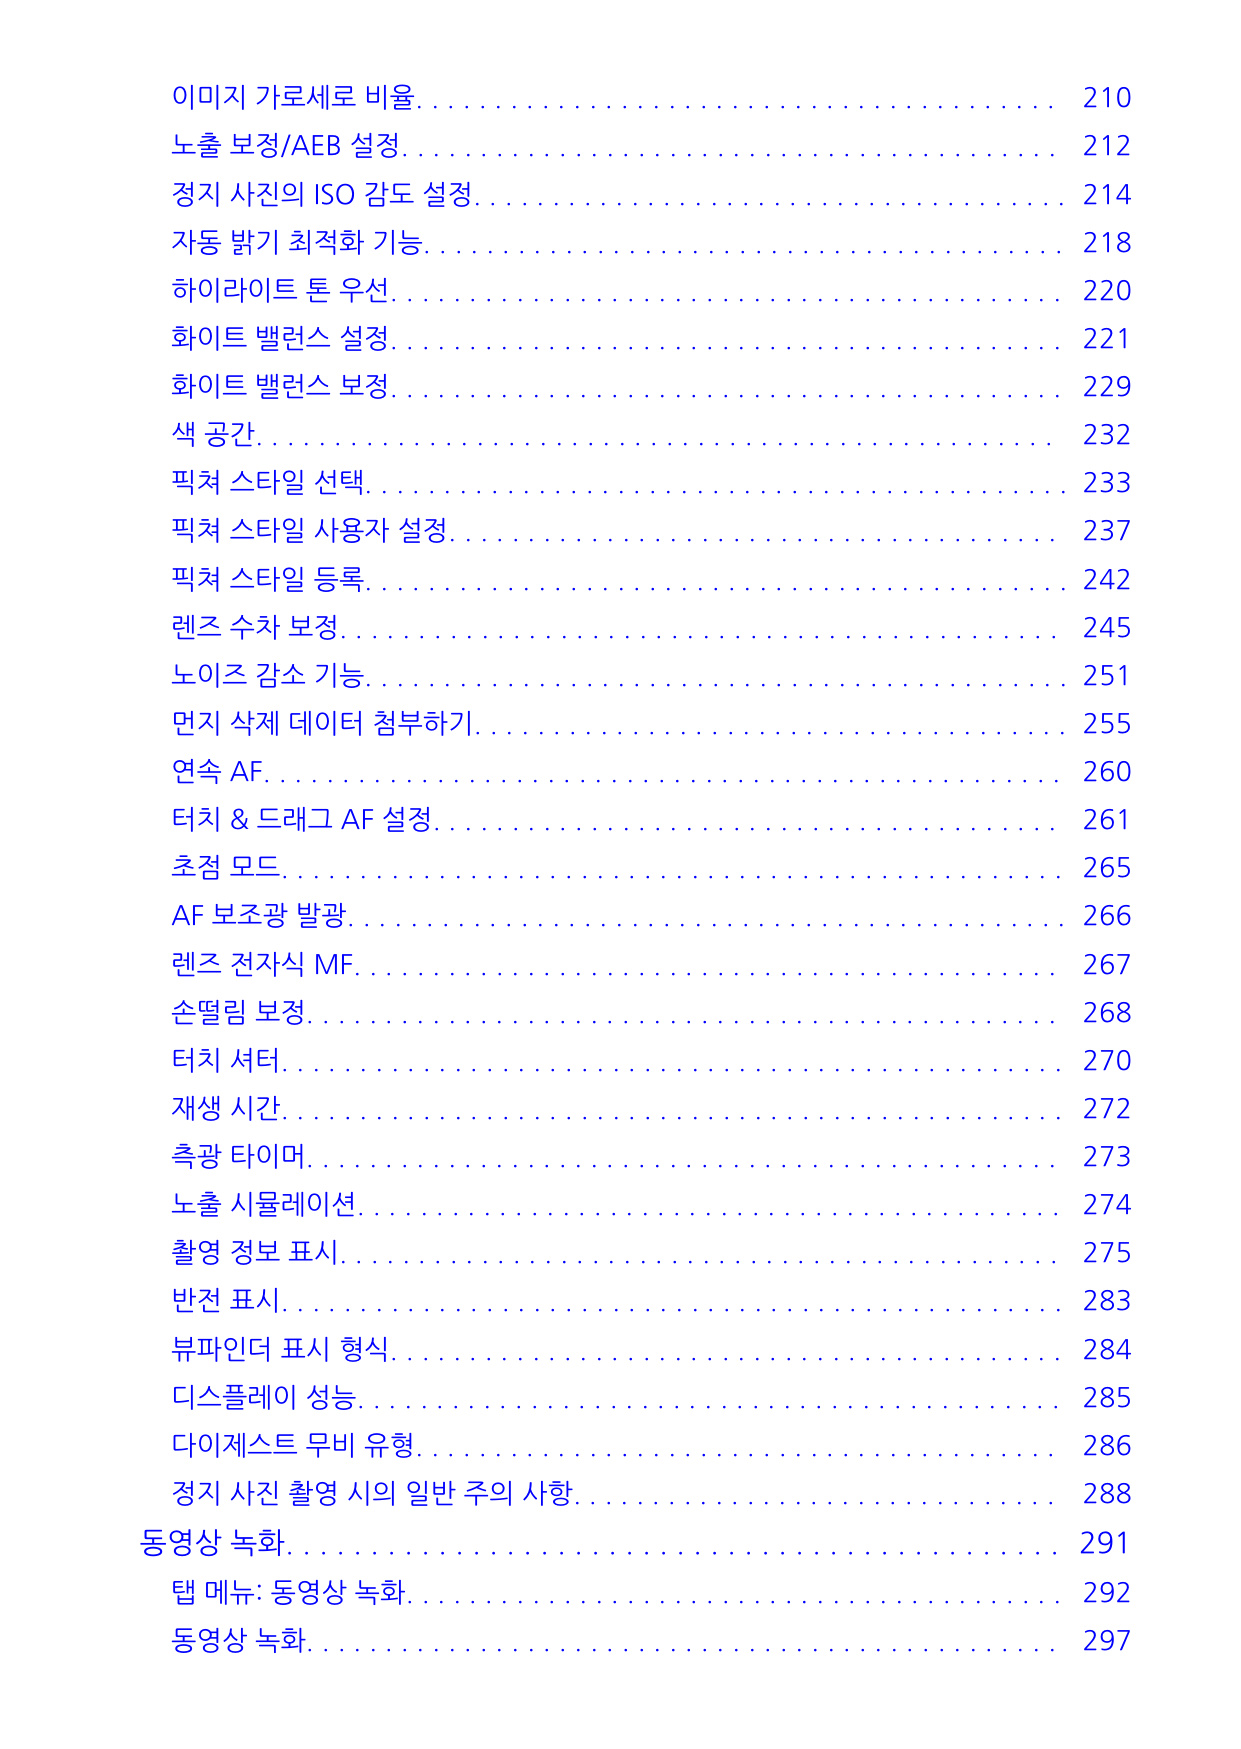 이미지 가로세로 비율. . . . . . . . . . . . . . . . . . . . . . . . . . . . . . . . . . . . . . . . . 210
노출 보정/AEB 설정. . . . . . . . . . . . . . . . . . . . . . . . . . . . . . . . . . . . . . . . . . 212
정지 사진의 ISO 감도 설정. . . . . . . . . . . . . . . . . . . . . . . . . . . . . . . . . . . . . . 214
자동 밝기 최적화 기능. . . . . . . . . . . . . . . . . . . . . . . . . . . . . . . . . . . . . . . . . 218
하이라이트 톤 우선. . . . . . . . . . . . . . . . . . . . . . . . . . . . . . . . . . . . . . . . . . . 220
화이트 밸런스 설정. . . . . . . . . . . . . . . . . . . . . . . . . . . . . . . . . . . . . . . . . . . 221
화이트 밸런스 보정. . . . . . . . . . . . . . . . . . . . . . . . . . . . . . . . . . . . . . . . . . . 229
색 공간. . . . . . . . . . . . . . . . . . . . . . . . . . . . . . . . . . . . . . . . . . . . . . . . . . . 232
픽쳐 스타일 선택. . . . . . . . . . . . . . . . . . . . . . . . . . . . . . . . . . . . . . . . . . . . . 233
픽쳐 스타일 사용자 설정. . . . . . . . . . . . . . . . . . . . . . . . . . . . . . . . . . . . . . . 237
픽쳐 스타일 등록. . . . . . . . . . . . . . . . . . . . . . . . . . . . . . . . . . . . . . . . . . . . . 242
렌즈 수차 보정. . . . . . . . . . . . . . . . . . . . . . . . . . . . . . . . . . . . . . . . . . . . . . 245
노이즈 감소 기능. . . . . . . . . . . . . . . . . . . . . . . . . . . . . . . . . . . . . . . . . . . . . 251
먼지 삭제 데이터 첨부하기. . . . . . . . . . . . . . . . . . . . . . . . . . . . . . . . . . . . . . 255
연속 AF. . . . . . . . . . . . . . . . . . . . . . . . . . . . . . . . . . . . . . . . . . . . . . . . . . . 260
터치 & 드래그 AF 설정. . . . . . . . . . . . . . . . . . . . . . . . . . . . . . . . . . . . . . . . 261
초점 모드. . . . . . . . . . . . . . . . . . . . . . . . . . . . . . . . . . . . . . . . . . . . . . . . . . 265
AF 보조광 발광. . . . . . . . . . . . . . . . . . . . . . . . . . . . . . . . . . . . . . . . . . . . . . 266
렌즈 전자식 MF. . . . . . . . . . . . . . . . . . . . . . . . . . . . . . . . . . . . . . . . . . . . . 267
손떨림 보정. . . . . . . . . . . . . . . . . . . . . . . . . . . . . . . . . . . . . . . . . . . . . . . . 268
터치 셔터. . . . . . . . . . . . . . . . . . . . . . . . . . . . . . . . . . . . . . . . . . . . . . . . . . 270
재생 시간. . . . . . . . . . . . . . . . . . . . . . . . . . . . . . . . . . . . . . . . . . . . . . . . . . 272
측광 타이머. . . . . . . . . . . . . . . . . . . . . . . . . . . . . . . . . . . . . . . . . . . . . . . . 273
노출 시뮬레이션. . . . . . . . . . . . . . . . . . . . . . . . . . . . . . . . . . . . . . . . . . . . . 274
촬영 정보 표시. . . . . . . . . . . . . . . . . . . . . . . . . . . . . . . . . . . . . . . . . . . . . . 275
반전 표시. . . . . . . . . . . . . . . . . . . . . . . . . . . . . . . . . . . . . . . . . . . . . . . . . . 283
뷰파인더 표시 형식. . . . . . . . . . . . . . . . . . . . . . . . . . . . . . . . . . . . . . . . . . . 284
디스플레이 성능. . . . . . . . . . . . . . . . . . . . . . . . . . . . . . . . . . . . . . . . . . . . . 285
다이제스트 무비 유형. . . . . . . . . . . . . . . . . . . . . . . . . . . . . . . . . . . . . . . . . 286
정지 사진 촬영 시의 일반 주의 사항. . . . . . . . . . . . . . . . . . . . . . . . . . . . . . . 288
동영상 녹화. . . . . . . . . . . . . . . . . . . . . . . . . . . . . . . . . . . . . . . . . . . . . . 291
탭 메뉴: 동영상 녹화. . . . . . . . . . . . . . . . . . . . . . . . . . . . . . . . . . . . . . . . . . 292
동영상 녹화. . . . . . . . . . . . . . . . . . . . . . . . . . . . . . . . . . . . . . . . . . . . . . . . 297